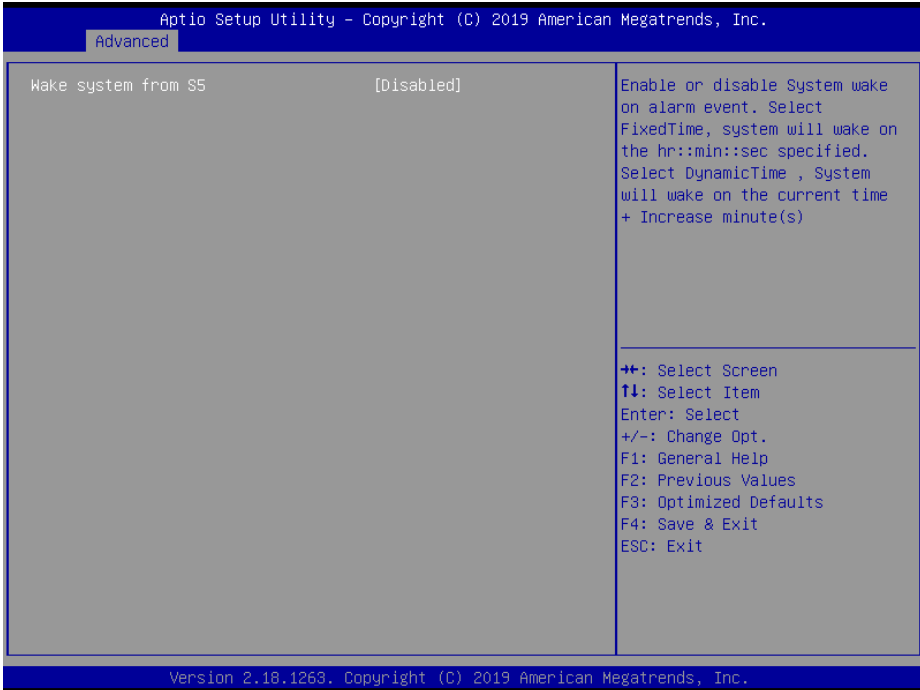 Aptio Setup Utility – Copyright (C) 2019 American Megatrends, Inc.
Advanced
Wake system from S5 [Disabled]
Enable or disable System wake
on alarm event. Select
FixedTime, system will wake on
the hr::min::sec specified.
Select DynamicTime , System
will wake on the current time
+ Increase minute(s)
→←: Select Screen
↑↓: Select Item
Enter: Select
+/-: Change Opt.
F1: General Help
F2: Previous Values
F3: Optimized Defaults
F4: Save & Exit
ESC: Exit
Version 2.18.1263. Copyright (C) 2019 American Megatrends, Inc.